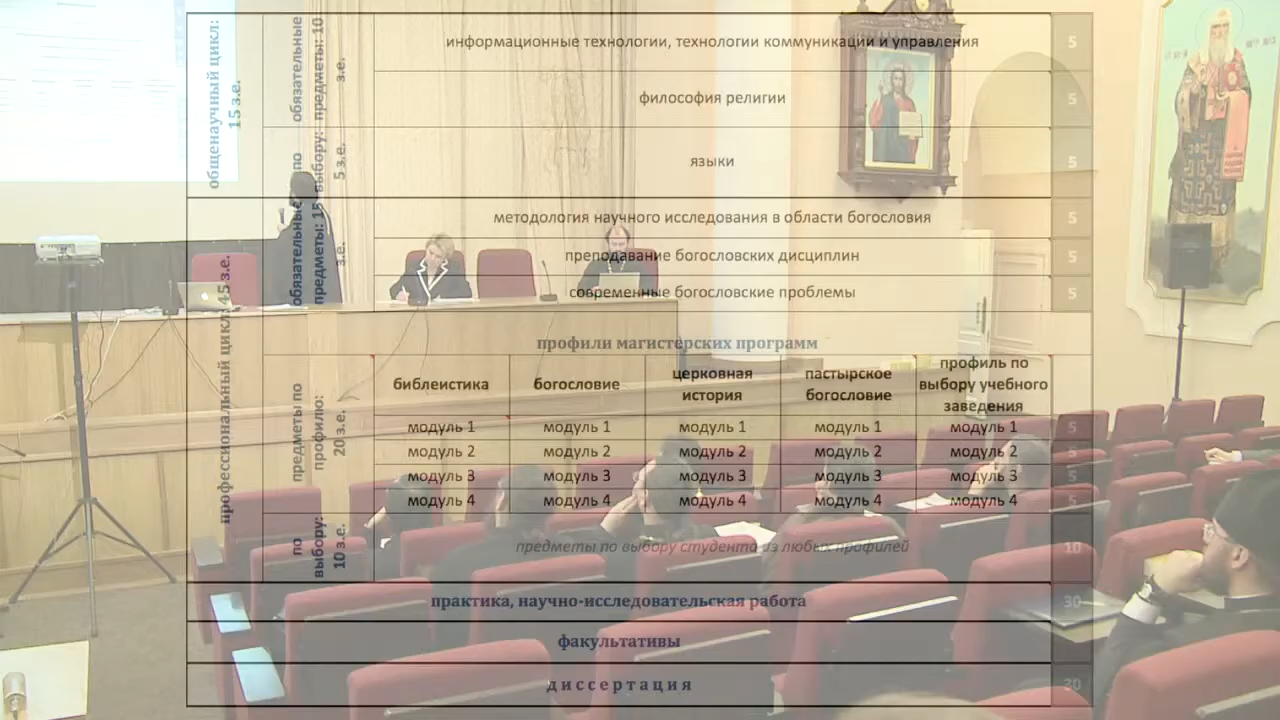 общенаучный цикл:
15 з.е.
обязательные
предметы: 10
з.е.
информационные технологии, технологии коммуникации и управления
5
философия религии
5
по
выбору:
5 з.е.
языки
5
профессиональный цикл: 45 з.е.
обязательные
предметы: 15
з.е.
методология научного исследования в области богословия
5
преподавание богословских дисциплин
5
современные богословские проблемы
5
профили магистерских программ
предметы по
профилю:
20 з.е.
библеистика
богословие
церковная
история
пастырское
богословие
профиль по
выбору учебного
заведения
модуль 1 модуль 1 модуль 1 модуль 1 модуль 1 5
модуль 2 модуль 2 модуль 2 модуль 2 модуль 2 5
модуль 3 модуль 3 модуль 3 модуль 3 модуль 3 5
модуль 4 модуль 4 модуль 4 модуль 4 модуль 4 5
по
выбору:
10 з.е.
предметы по выбору студента из любых профилей
10
практика, научно-исследовательская работа
30
факультативы
диссертация
30